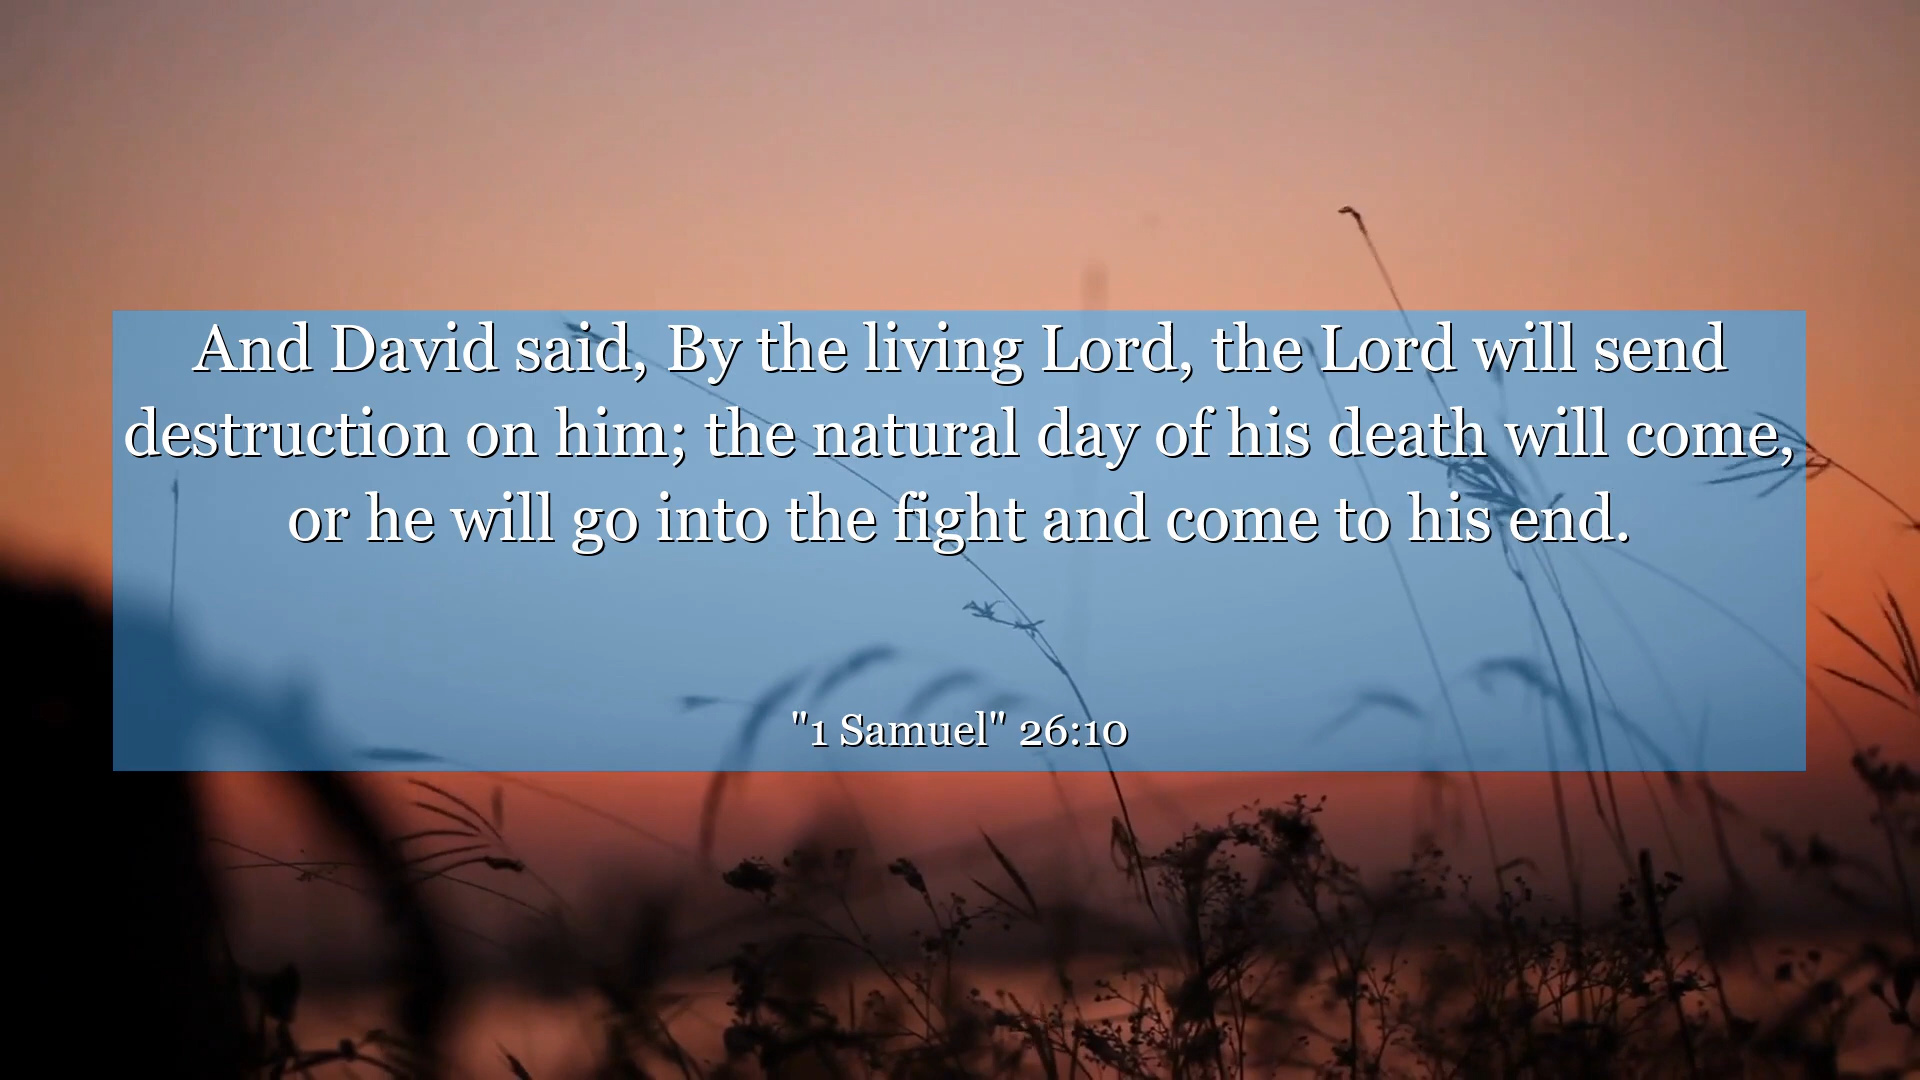 And David said, By the living Lord, the Lord will send
destruction on him; the natural day of his death will come,
or he will go into the fight and come to his end.
"1 Samuel" 26:10